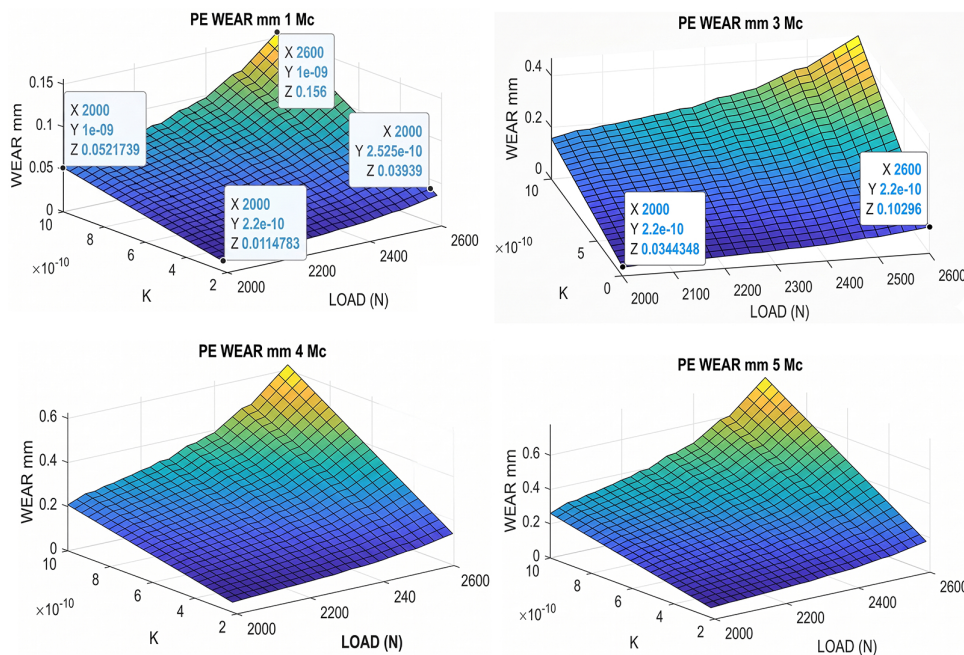 PE WEAR mm 1 Mc
WEAR mm
0.15
0.1
0.05
0
10
8
6
4
2
×10⁻¹⁰
K
2000
2200
2400
2600
LOAD (N)
X 2600
Y 1e-09
Z 0.156
X 2000
Y 1e-09
Z 0.0521739
X 2000
Y 2.525e-10
Z 0.03939
X 2000
Y 2.2e-10
Z 0.0114783
PE WEAR mm 3 Mc
WEAR mm
0.4
0.2
0
10
5
0
×10⁻¹⁰
K
2000
2100
2200
2300
2400
2500
2600
LOAD (N)
X 2600
Y 2.2e-10
Z 0.10296
X 2000
Y 2.2e-10
Z 0.0344348
PE WEAR mm 4 Mc
WEAR mm
0.6
0.4
0.2
0
10
8
6
4
2
×10⁻¹⁰
K
2000
2200
240
2600
LOAD (N)
PE WEAR mm 5 Mc
WEAR mm
0.6
0.4
0.2
0
10
8
6
4
2
×10⁻¹⁰
K
2000
2200
2400
2600
LOAD (N)